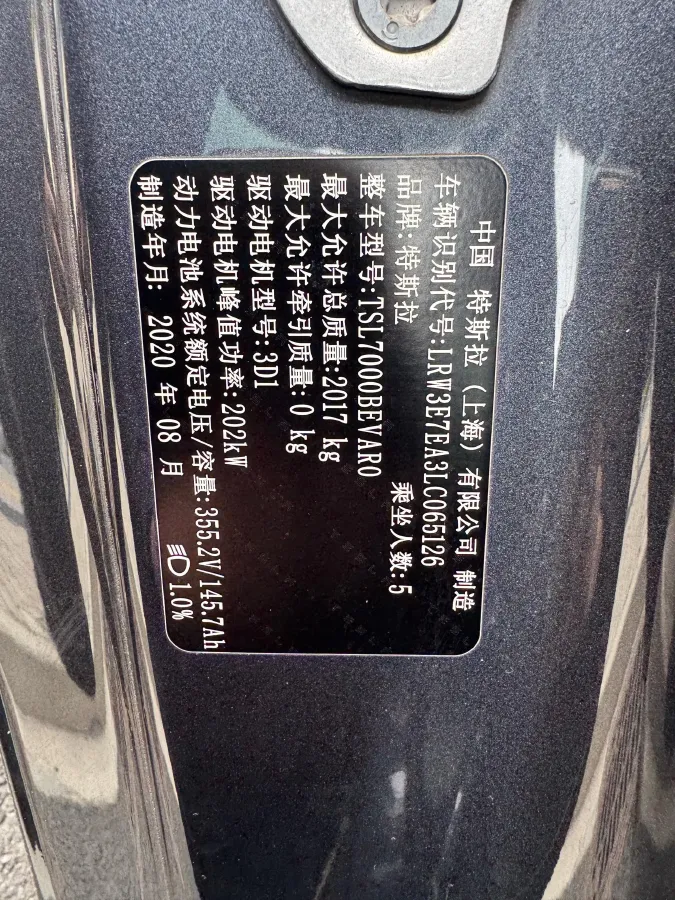 中国 特斯拉（上海）有限公司 制造
车辆识别代号:LRW3E7EA3LC065126
品牌:特斯拉 乘坐人数:5
整车型号:TSL7000BEVAR0
最大允许总质量:2017 kg
最大允许牵引质量:0 kg
驱动电机型号:3D1
驱动电机峰值功率:202kW
动力电池系统额定电压/容量:355.2V/145.7Ah
制造年月: 2020 年 08 月 1.0%